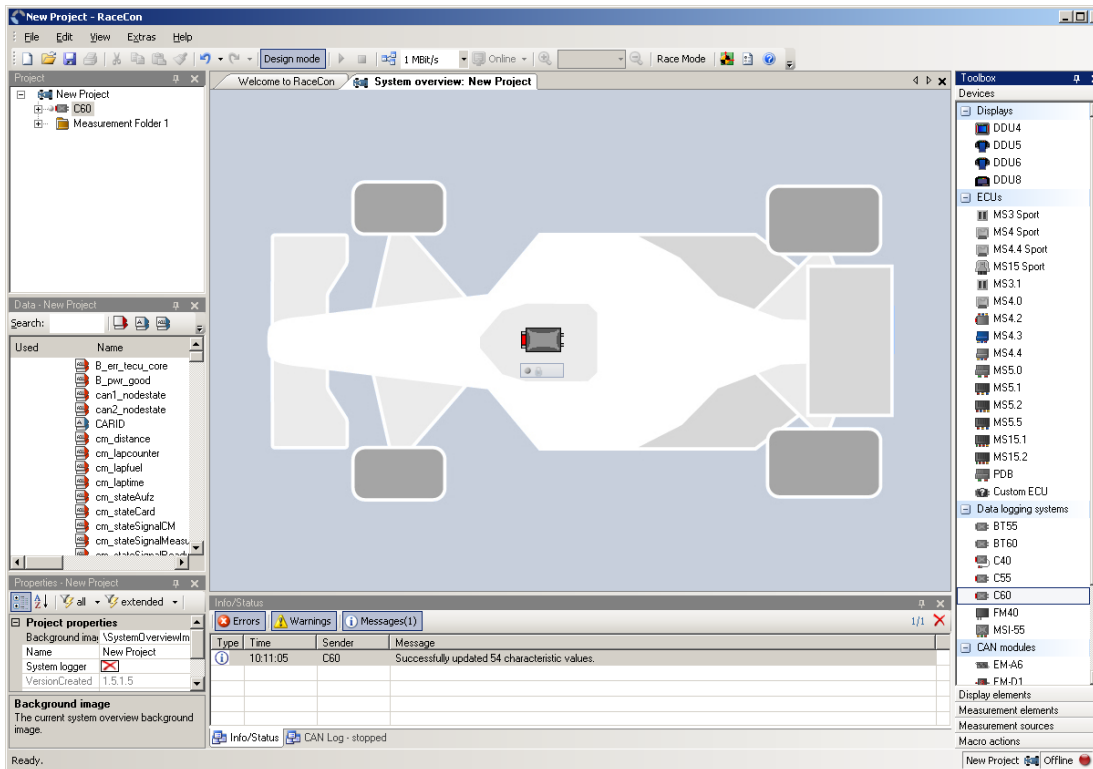 New Project - RaceCon
File Edit View Extras Help
Design mode 1 MBit/s Online Race Mode
Project
New Project
C60
Measurement Folder 1
Data - New Project
Search:
Used Name
B_err_tecu_core
B_pwr_good
can1_nodestate
can2_nodestate
CARID
cm_distance
cm_lapcounter
cm_lapfuel
cm_laptime
cm_stateAufz
cm_stateCard
cm_stateSignalCM
cm_stateSignalMeasu
Properties - New Project
all extended
Project properties
Background imag \SystemOverviewIm
Name New Project
System logger
VersionCreated 1.5.1.5
Background image
The current system overview background
image.
Welcome to RaceCon System overview: New Project
Info/Status
Errors Warnings Messages(1) 1/1
Type Time Sender Message
10:11:05 C60 Successfully updated 54 characteristic values.
Info/Status CAN Log - stopped
Toolbox
Devices
Displays
DDU4
DDU5
DDU6
DDU8
ECUs
MS3 Sport
MS4 Sport
MS4.4 Sport
MS15 Sport
MS3.1
MS4.0
MS4.2
MS4.3
MS4.4
MS5.0
MS5.1
MS5.2
MS5.5
MS15.1
MS15.2
PDB
Custom ECU
Data logging systems
BT55
BT60
C40
C55
C60
FM40
MSI-55
CAN modules
EM-A6
EM-D1
Display elements
Measurement elements
Measurement sources
Macro actions
Ready.
New Project Offline